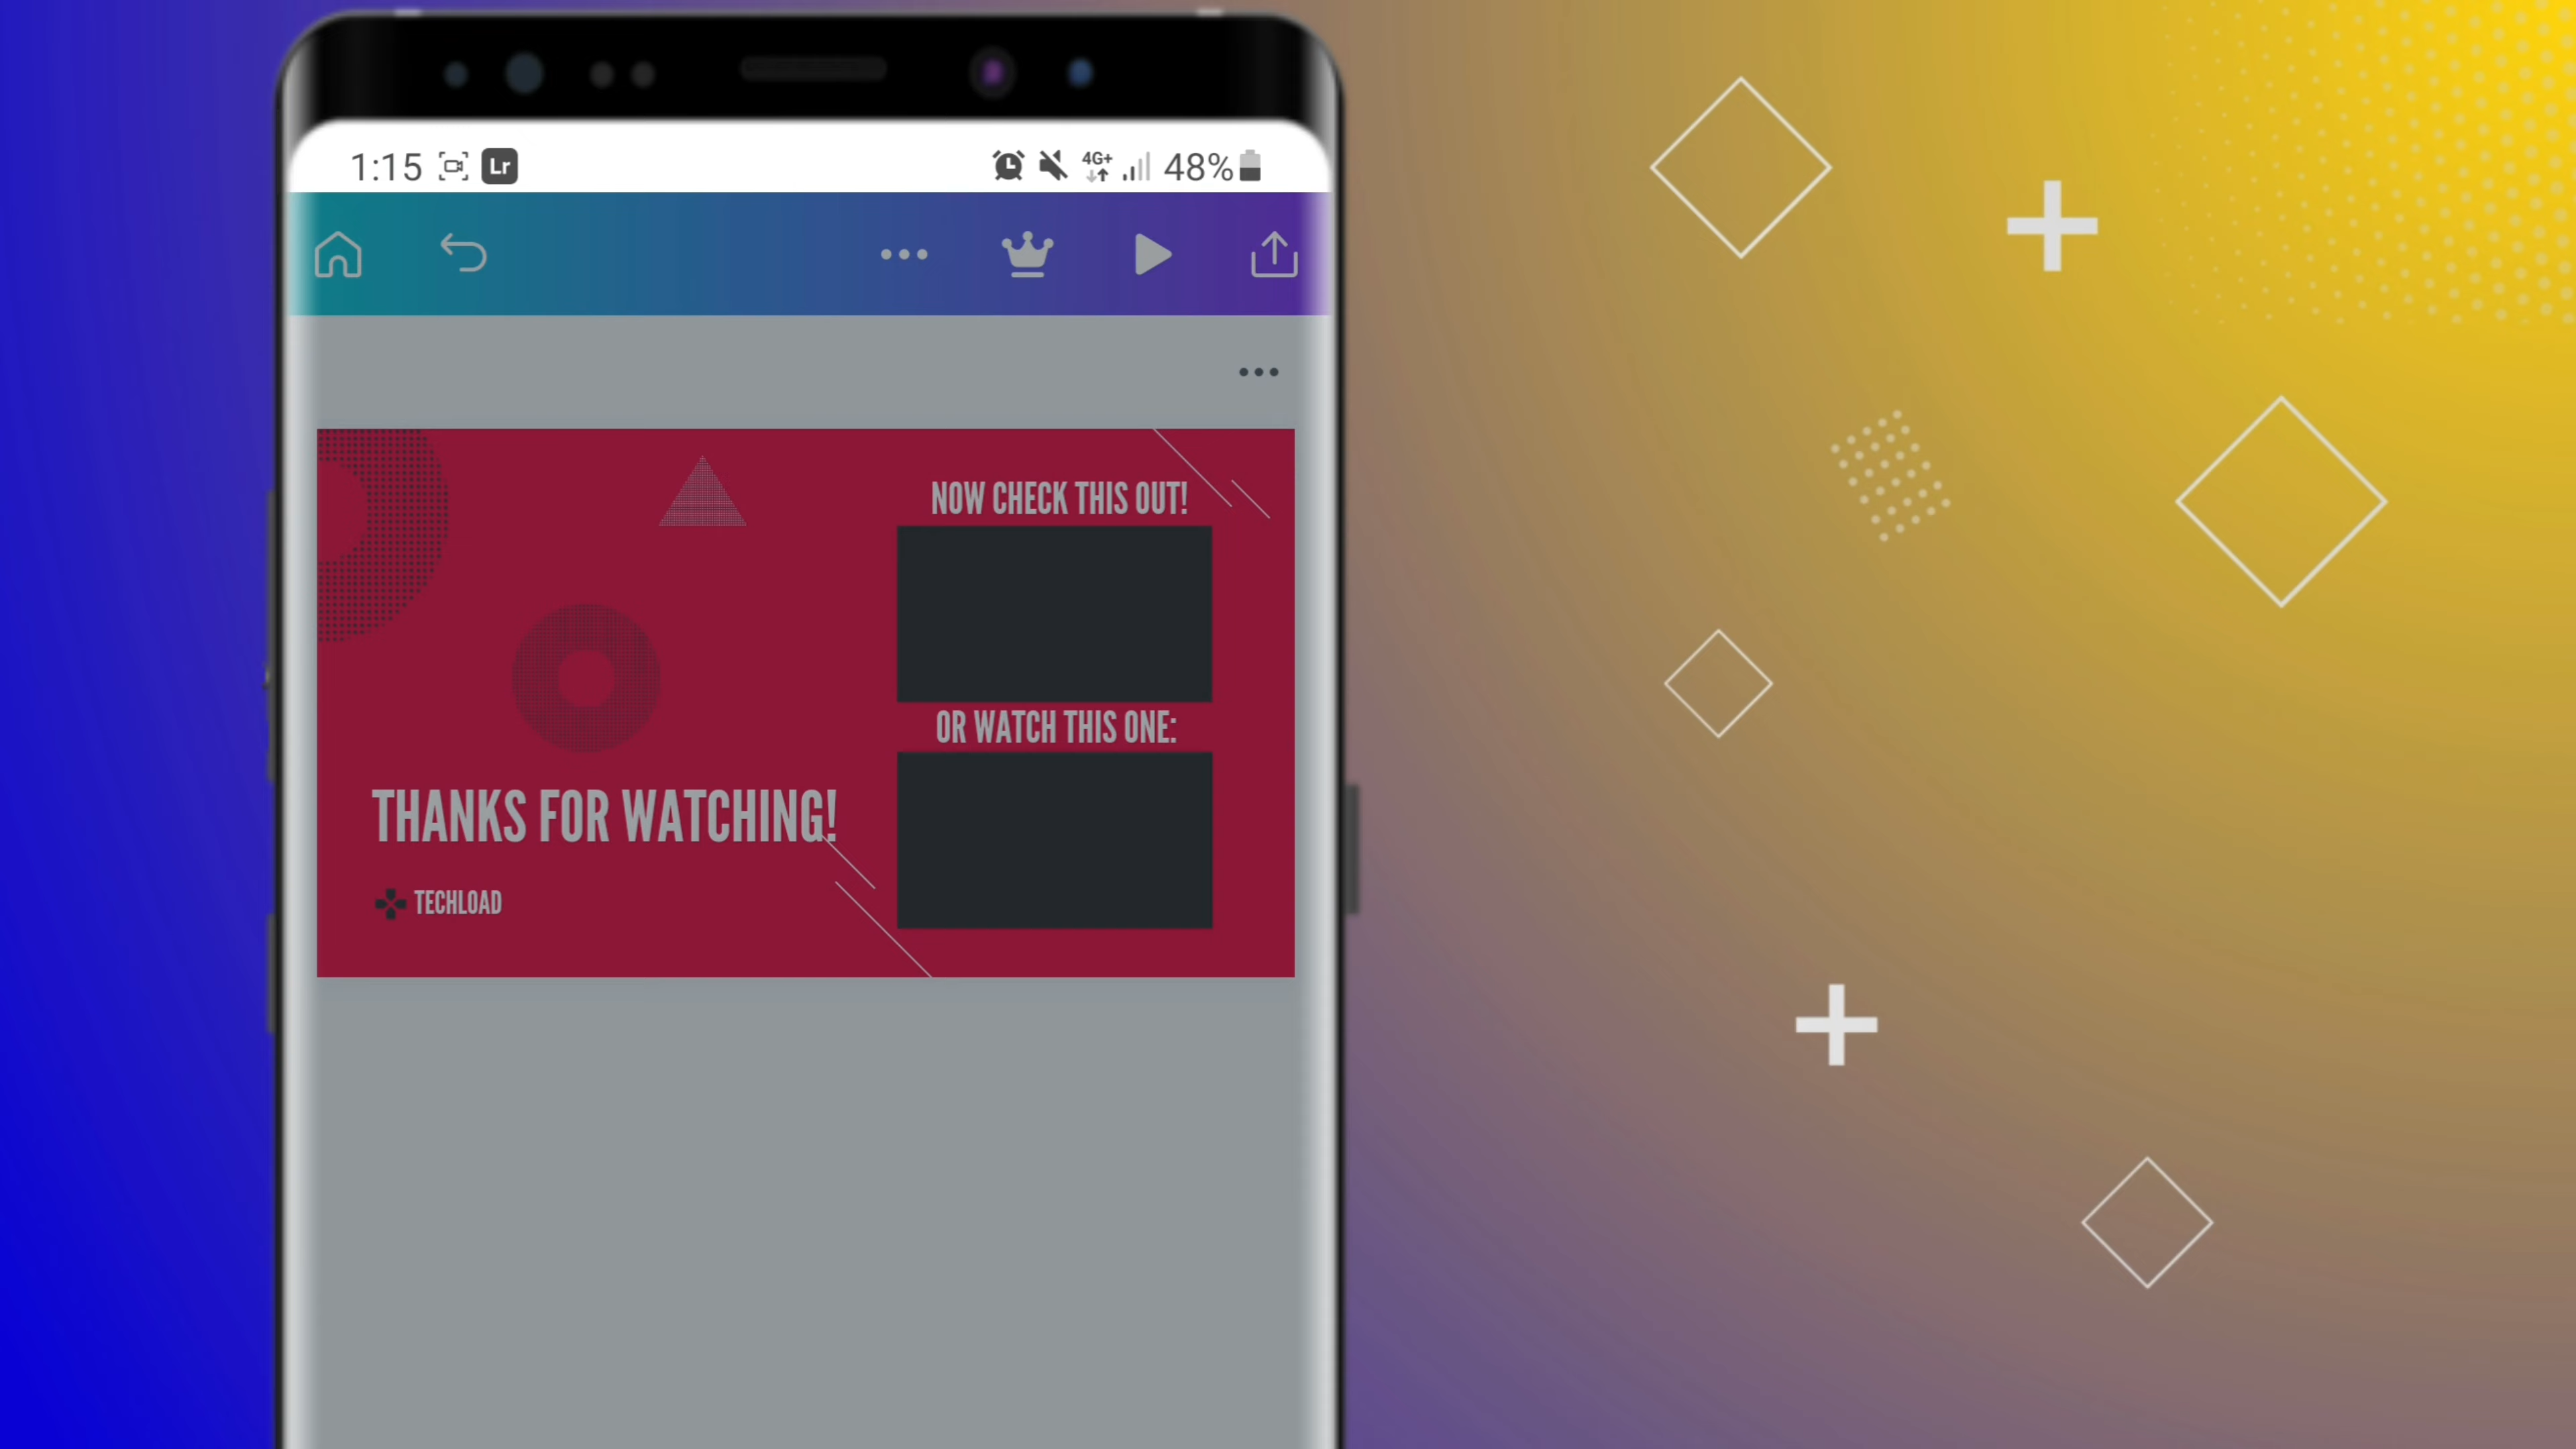 1:15 Lr 4G+ 48%
NOW CHECK THIS OUT!
OR WATCH THIS ONE:
THANKS FOR WATCHING!
TECHLOAD